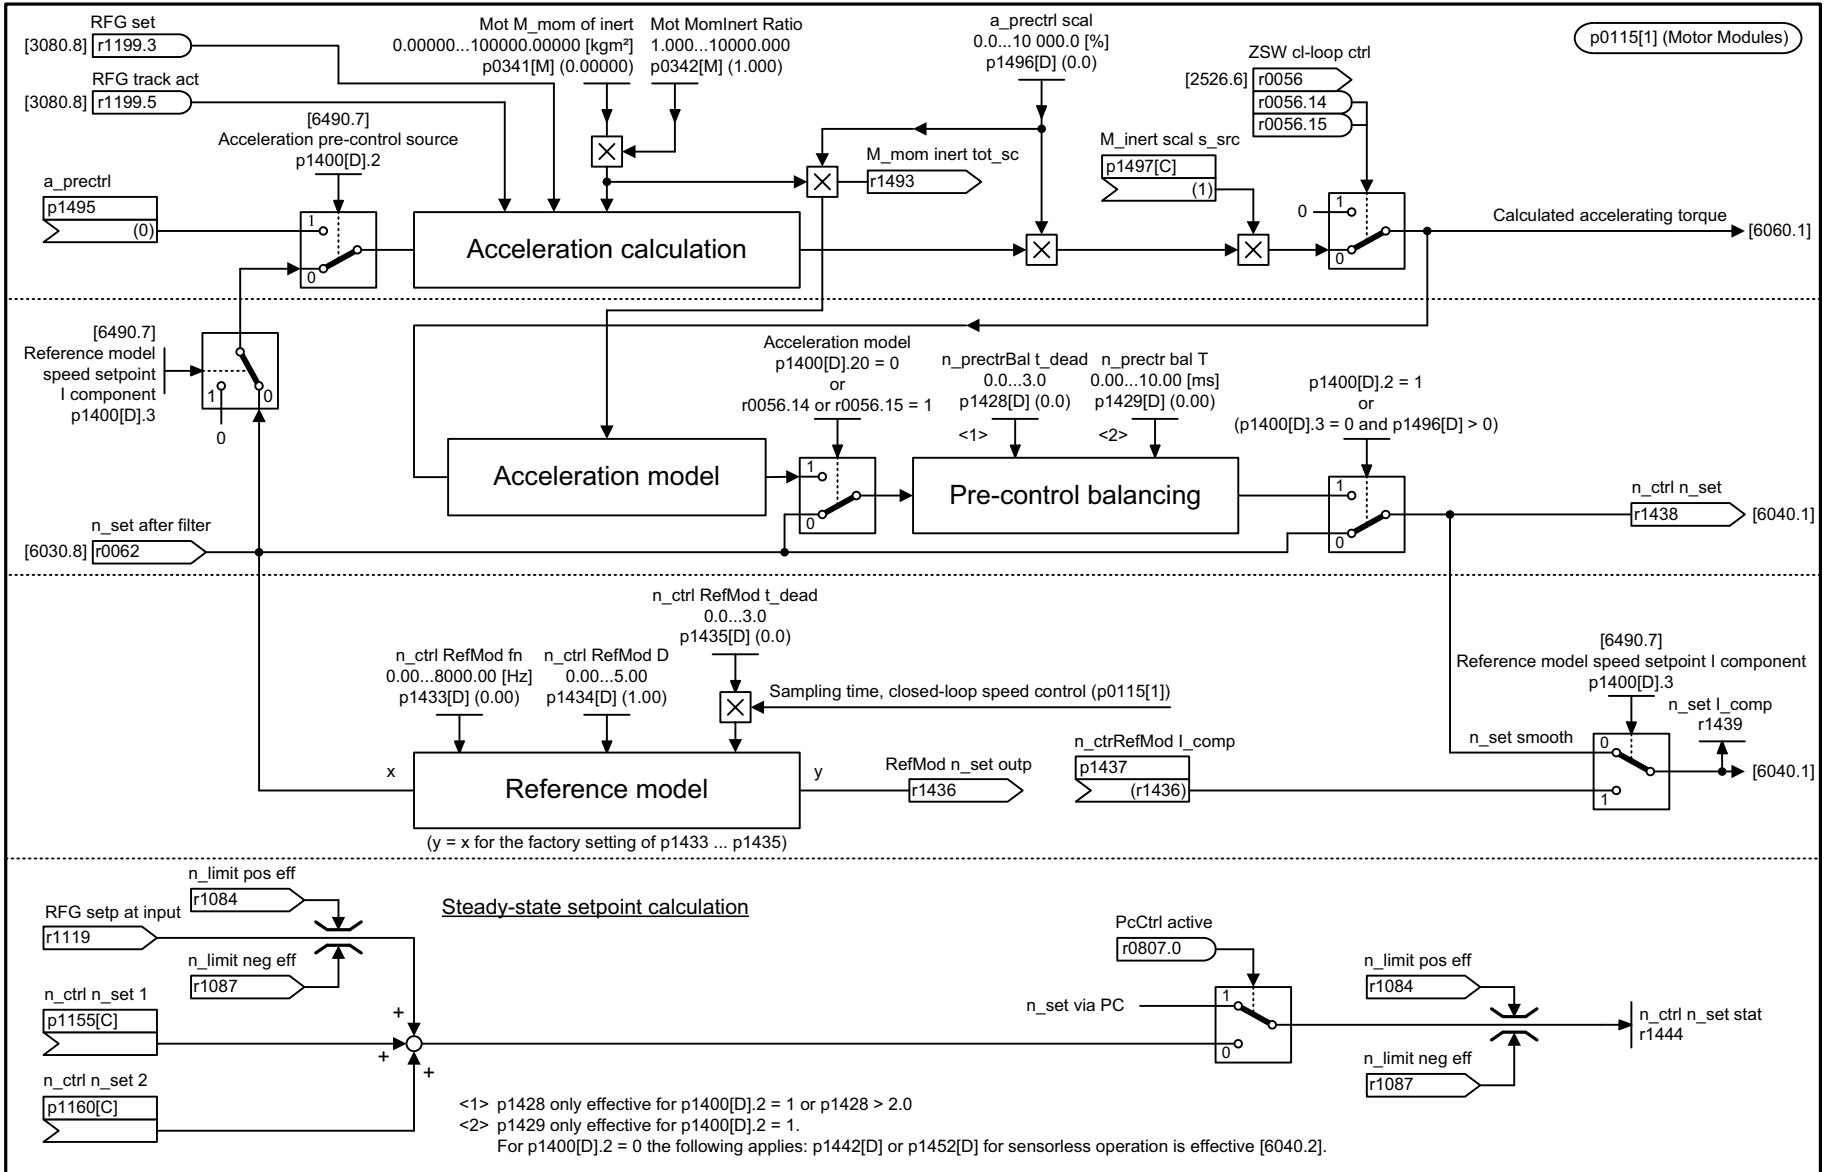 RFG set
[3080.8] r1199.3
RFG track act
[3080.8] r1199.5
Mot M_mom of inert
0.00000...100000.00000 [kgm²]
p0341[M] (0.00000)
Mot MomInert Ratio
1.000...10000.000
p0342[M] (1.000)
a_prectrl scal
0.0...10 000.0 [%]
p1496[D] (0.0)
ZSW cl-loop ctrl
[2526.6] r0056
r0056.14
r0056.15
p0115[1] (Motor Modules)
[6490.7]
Acceleration pre-control source
p1400[D].2
a_prectrl
p1495
(0)
1
0
Acceleration calculation
M_mom inert tot_sc
r1493
M_inert scal s_src
p1497[C]
(1)
0
1
0
Calculated accelerating torque
[6060.1]
[6490.7]
Reference model
speed setpoint
I component
p1400[D].3
1
0
0
Acceleration model
p1400[D].20 = 0
or
r0056.14 or r0056.15 = 1
n_prectrBal t_dead
0.0...3.0
p1428[D] (0.0)
<1>
n_prectr bal T
0.00...10.00 [ms]
p1429[D] (0.00)
<2>
p1400[D].2 = 1
or
(p1400[D].3 = 0 and p1496[D] > 0)
Acceleration model
1
0
Pre-control balancing
1
0
n_ctrl n_set
r1438
[6040.1]
n_set after filter
[6030.8] r0062
n_ctrl RefMod t_dead
0.0...3.0
p1435[D] (0.0)
n_ctrl RefMod fn
0.00...8000.00 [Hz]
p1433[D] (0.00)
n_ctrl RefMod D
0.00...5.00
p1434[D] (1.00)
Sampling time, closed-loop speed control (p0115[1])
[6490.7]
Reference model speed setpoint I component
p1400[D].3
n_set I_comp
r1439
n_set smooth
0
1
[6040.1]
x
Reference model
y
RefMod n_set outp
r1436
n_ctrRefMod I_comp
p1437
(r1436)
(y = x for the factory setting of p1433 ... p1435)
n_limit pos eff
r1084
RFG setp at input
r1119
n_limit neg eff
r1087
Steady-state setpoint calculation
n_ctrl n_set 1
p1155[C]
+
+
+
n_ctrl n_set 2
p1160[C]
PcCtrl active
r0807.0
n_set via PC
1
0
n_limit pos eff
r1084
n_limit neg eff
r1087
n_ctrl n_set stat
r1444
<1> p1428 only effective for p1400[D].2 = 1 or p1428 > 2.0
<2> p1429 only effective for p1400[D].2 = 1.
For p1400[D].2 = 0 the following applies: p1442[D] or p1452[D] for sensorless operation is effective [6040.2].